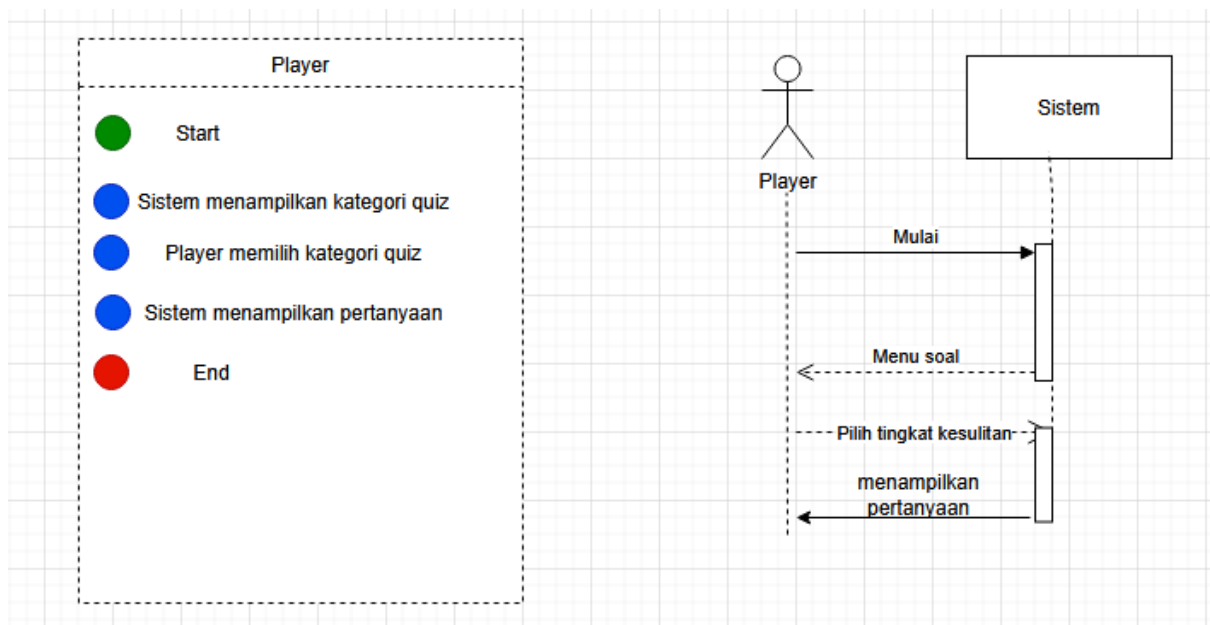 Player
Start
Sistem menampilkan kategori quiz
Player memilih kategori quiz
Sistem menampilkan pertanyaan
End
Sistem
Player
Mulai
Menu soal
Pilih tingkat kesulitan
menampilkan
pertanyaan